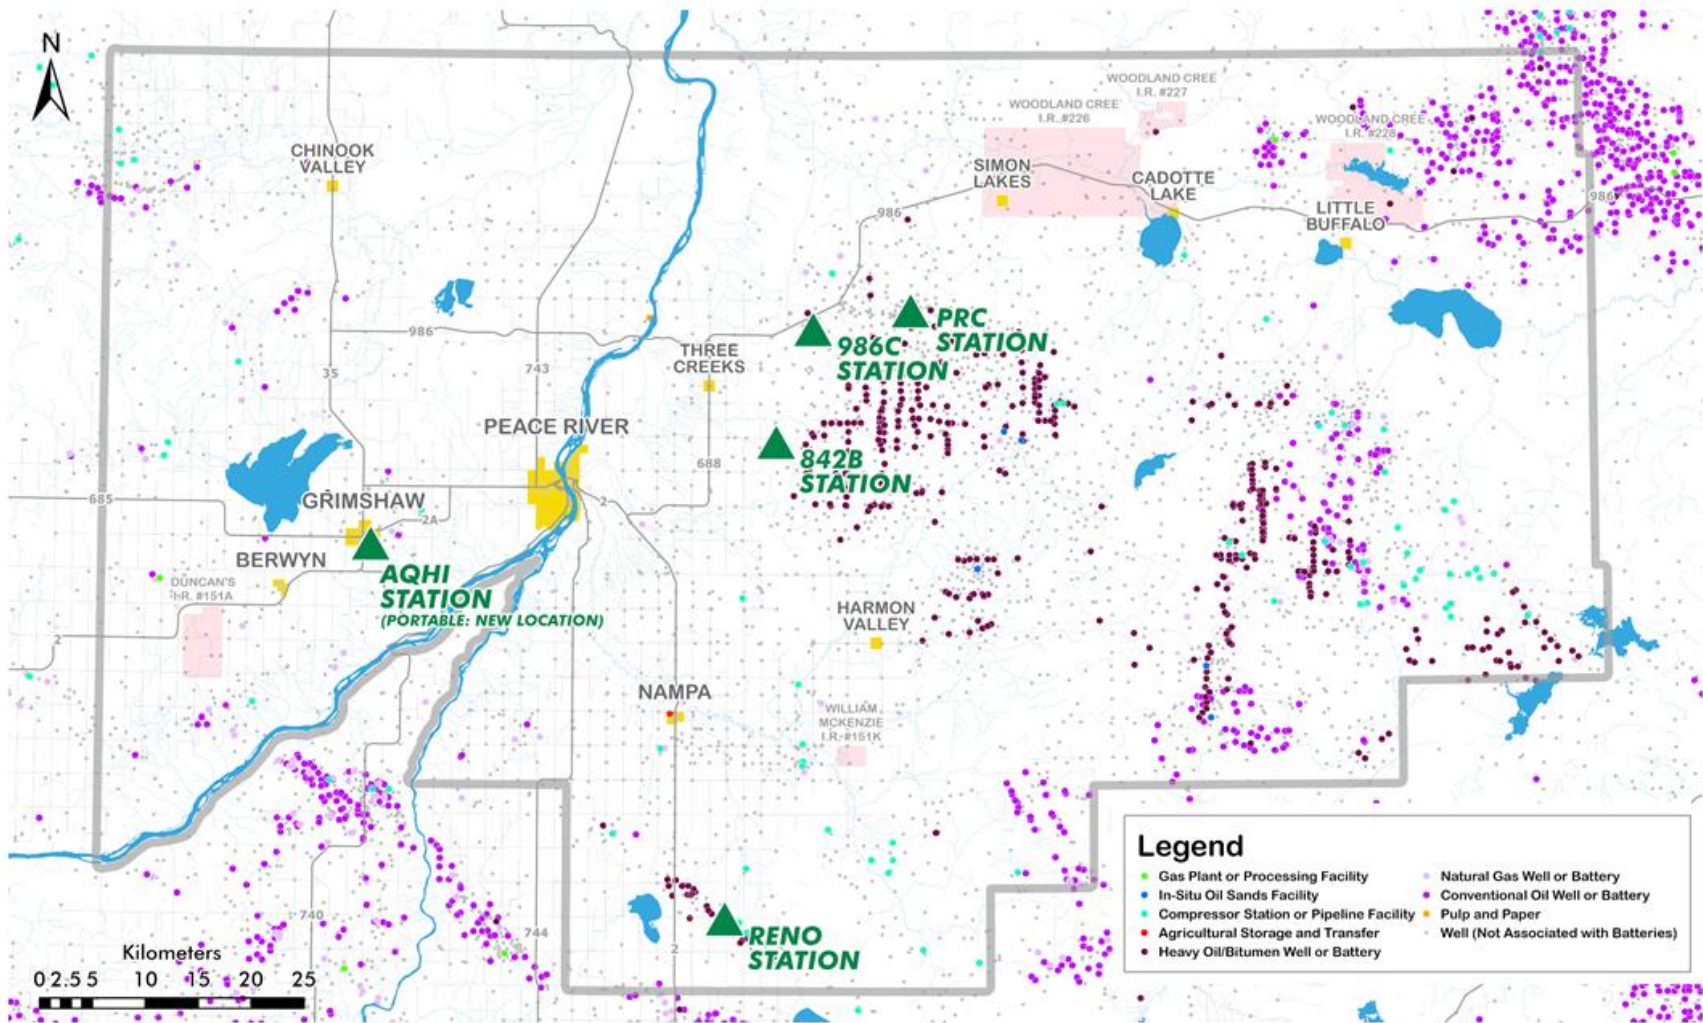 N
WOODLAND CREE
I.R. #227
WOODLAND CREE
I.R. #226
WOODLAND CREE
I.R. #228
CHINOOK
VALLEY
SIMON
LAKES
CADOTTE
LAKE
986
986
LITTLE
BUFFALO
PRC
STATION
986C
STATION
986
THREE
CREEKS
35
743
PEACE RIVER
842B
STATION
688
685
GRIMSHAW
2
2A
BERWYN
AQHI
STATION
(PORTABLE: NEW LOCATION)
DUNCAN'S
I.R. #151A
HARMON
VALLEY
2
NAMPA
WILLIAM
MCKENZIE
I.R. #151K
740
744
2
RENO
STATION
Kilometers
0 2.5 5 10 15 20 25
Legend
Gas Plant or Processing Facility
In-Situ Oil Sands Facility
Compressor Station or Pipeline Facility
Agricultural Storage and Transfer
Heavy Oil/Bitumen Well or Battery
Natural Gas Well or Battery
Conventional Oil Well or Battery
Pulp and Paper
Well (Not Associated with Batteries)